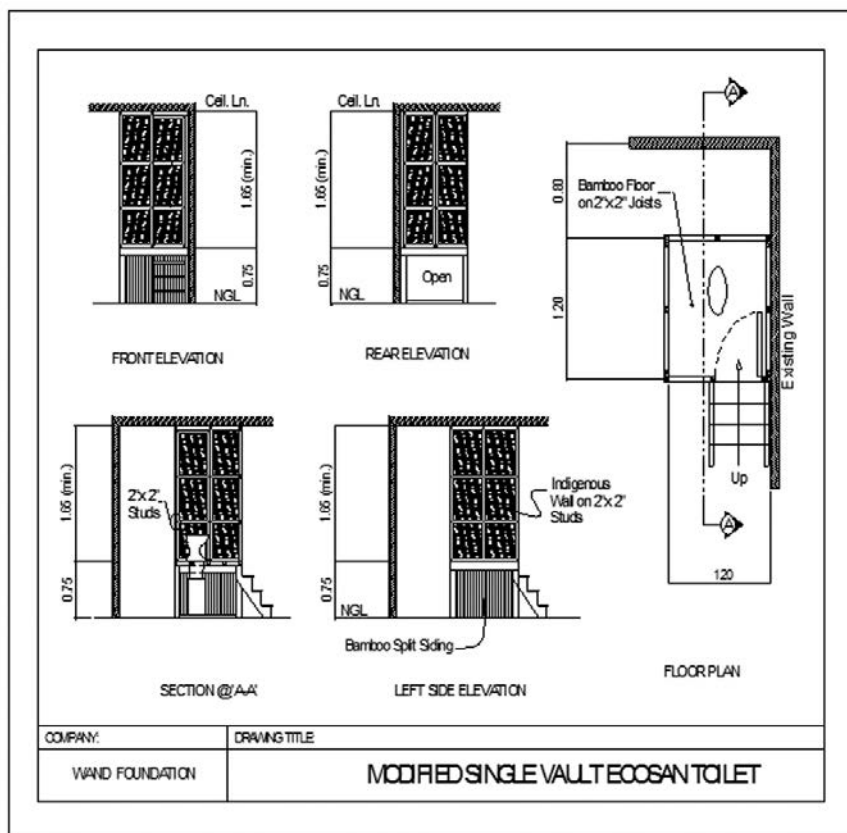 Ceil. Ln.
1.65 (min.)
0.75
NGL
FRONT ELEVATION
Ceil. Ln.
1.65 (min.)
0.75
Open
NGL
REAR ELEVATION
A
0.80
Bamboo Floor
on 2"x 2" Joists
1.20
Existing Wall
Up
A
120
FLOOR PLAN
1.65 (min.)
2"x 2"
Studs
0.75
SECTION @'A-A'
1.65 (min.)
Indigenous
Wall on 2"x 2"
Studs
0.75
NGL
Bamboo Split Siding
LEFT SIDE ELEVATION
COMPANY:
DRAWING TITLE
WAND FOUNDATION
MODIFIED SINGLE VAULT ECOSAN TOILET